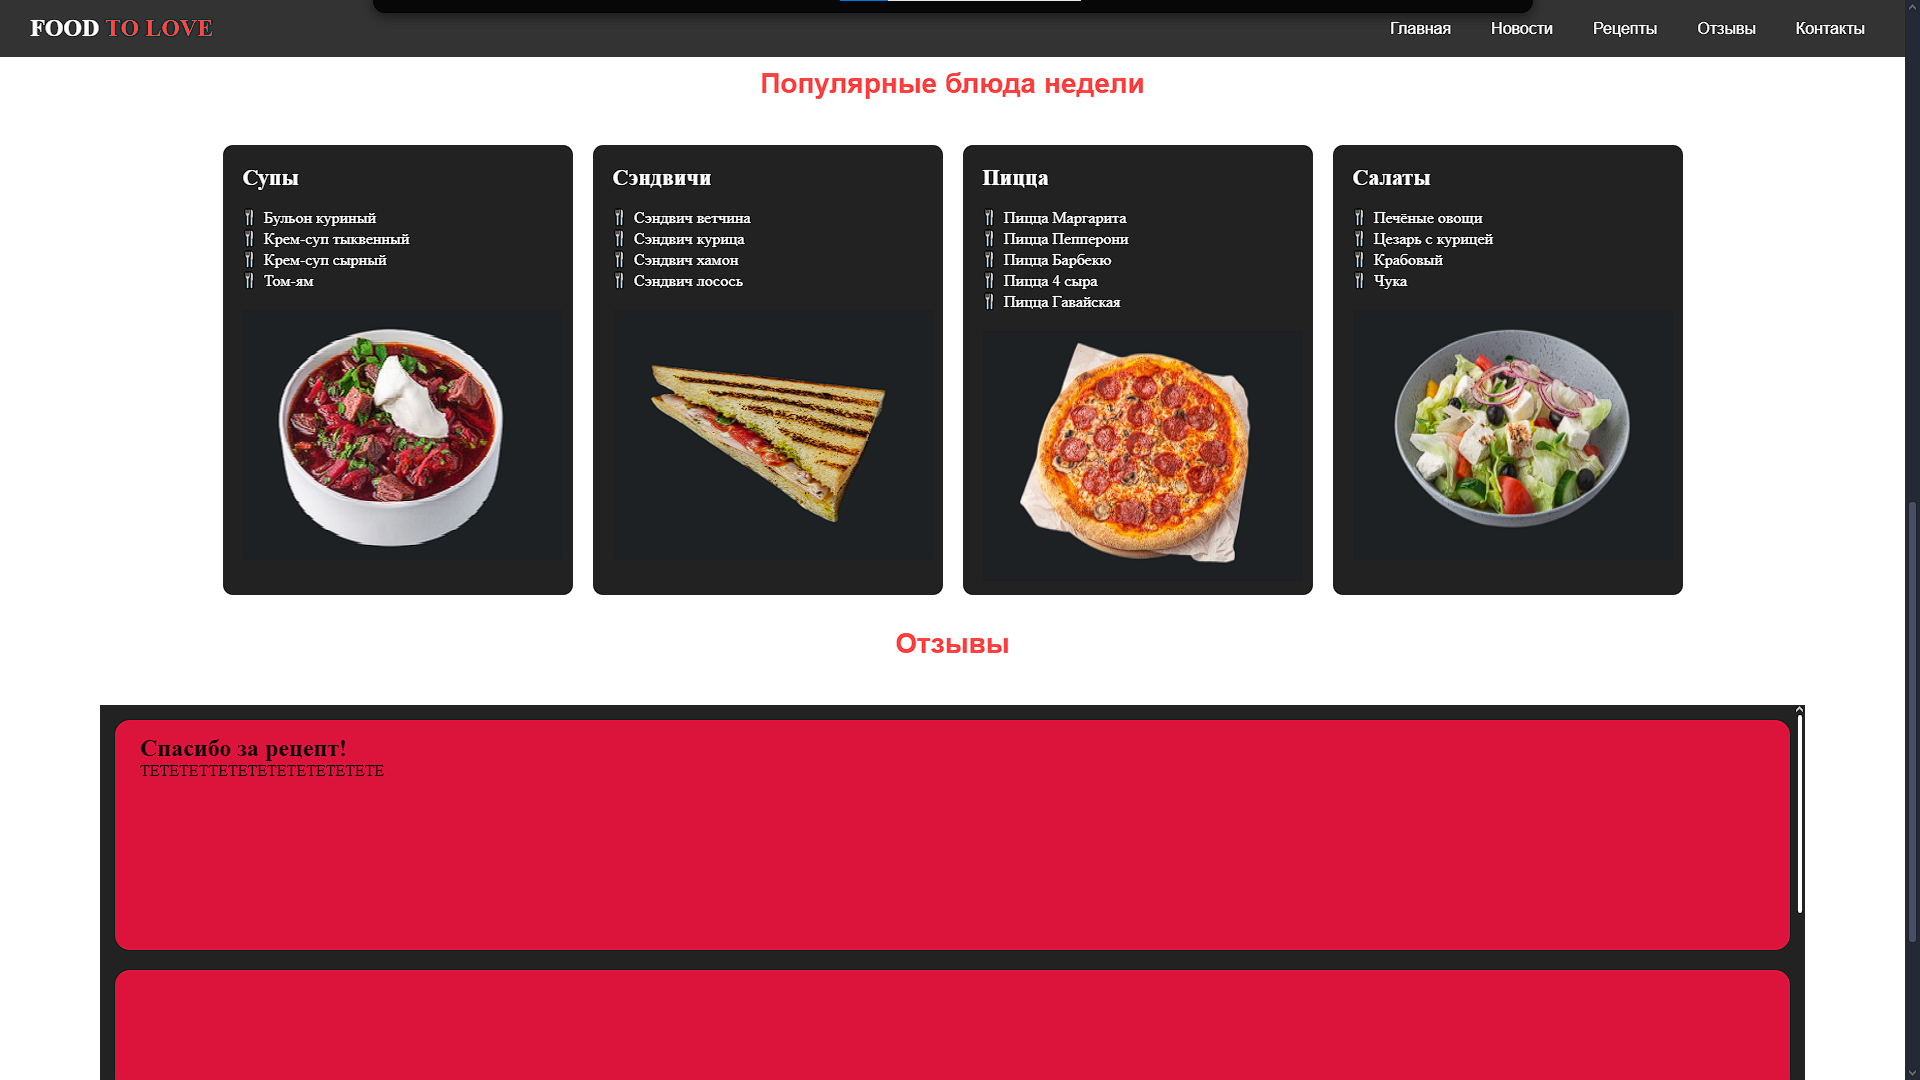 FOOD TO LOVE
Главная Новости Рецепты Отзывы Контакты
Популярные блюда недели
Супы
Бульон куриный
Крем-суп тыквенный
Крем-суп сырный
Том-ям
Сэндвичи
Сэндвич ветчина
Сэндвич курица
Сэндвич хамон
Сэндвич лосось
Пицца
Пицца Маргарита
Пицца Пепперони
Пицца Барбекю
Пицца 4 сыра
Пицца Гавайская
Салаты
Печёные овощи
Цезарь с курицей
Крабовый
Чука
Отзывы
Спасибо за рецепт!
ТЕТЕТЕТТЕТЕТЕТЕТЕТЕТЕТЕТЕ